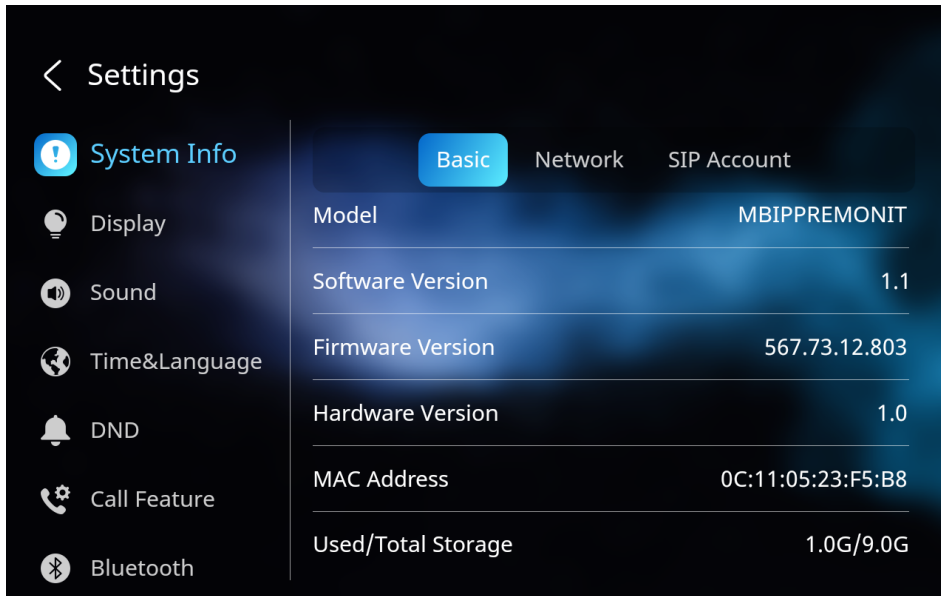 Settings
System Info
Display
Sound
Time&Language
DND
Call Feature
Bluetooth
Basic Network SIP Account
Model MBIPPREMONIT
Software Version 1.1
Firmware Version 567.73.12.803
Hardware Version 1.0
MAC Address 0C:11:05:23:F5:B8
Used/Total Storage 1.0G/9.0G